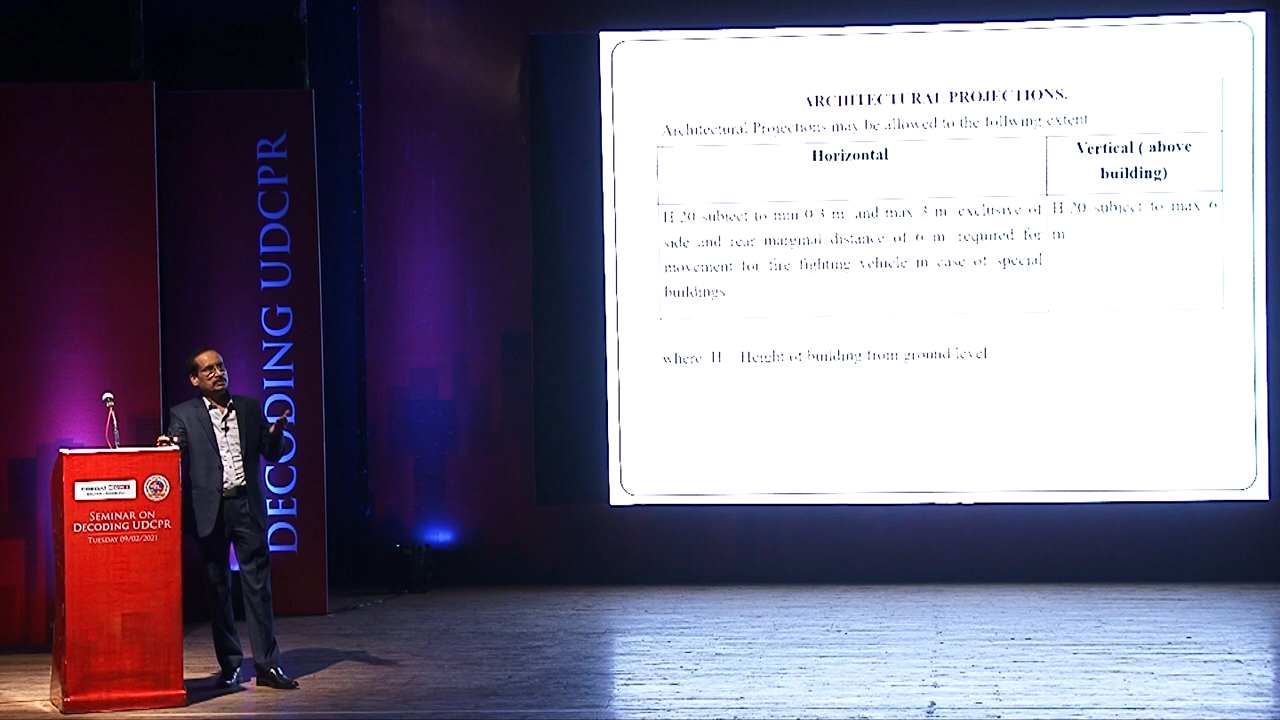 ARCHITECTURAL PROJECTIONS.
Architectural Projections may be allowed to the follwing extent
Horizontal
Vertical ( above
building)
H 20 subject to min 0.3 m and max 3 m exclusive of
side and rear marginal distance of 6 m required for
movement for fire fighting vehicle in case of special
buildings
H 20 subject to max 6
m
where H Height of building from ground level
DECODING UDCPR
SEMINAR ON
DECODING UDCPR
TUESDAY 09/02/2021